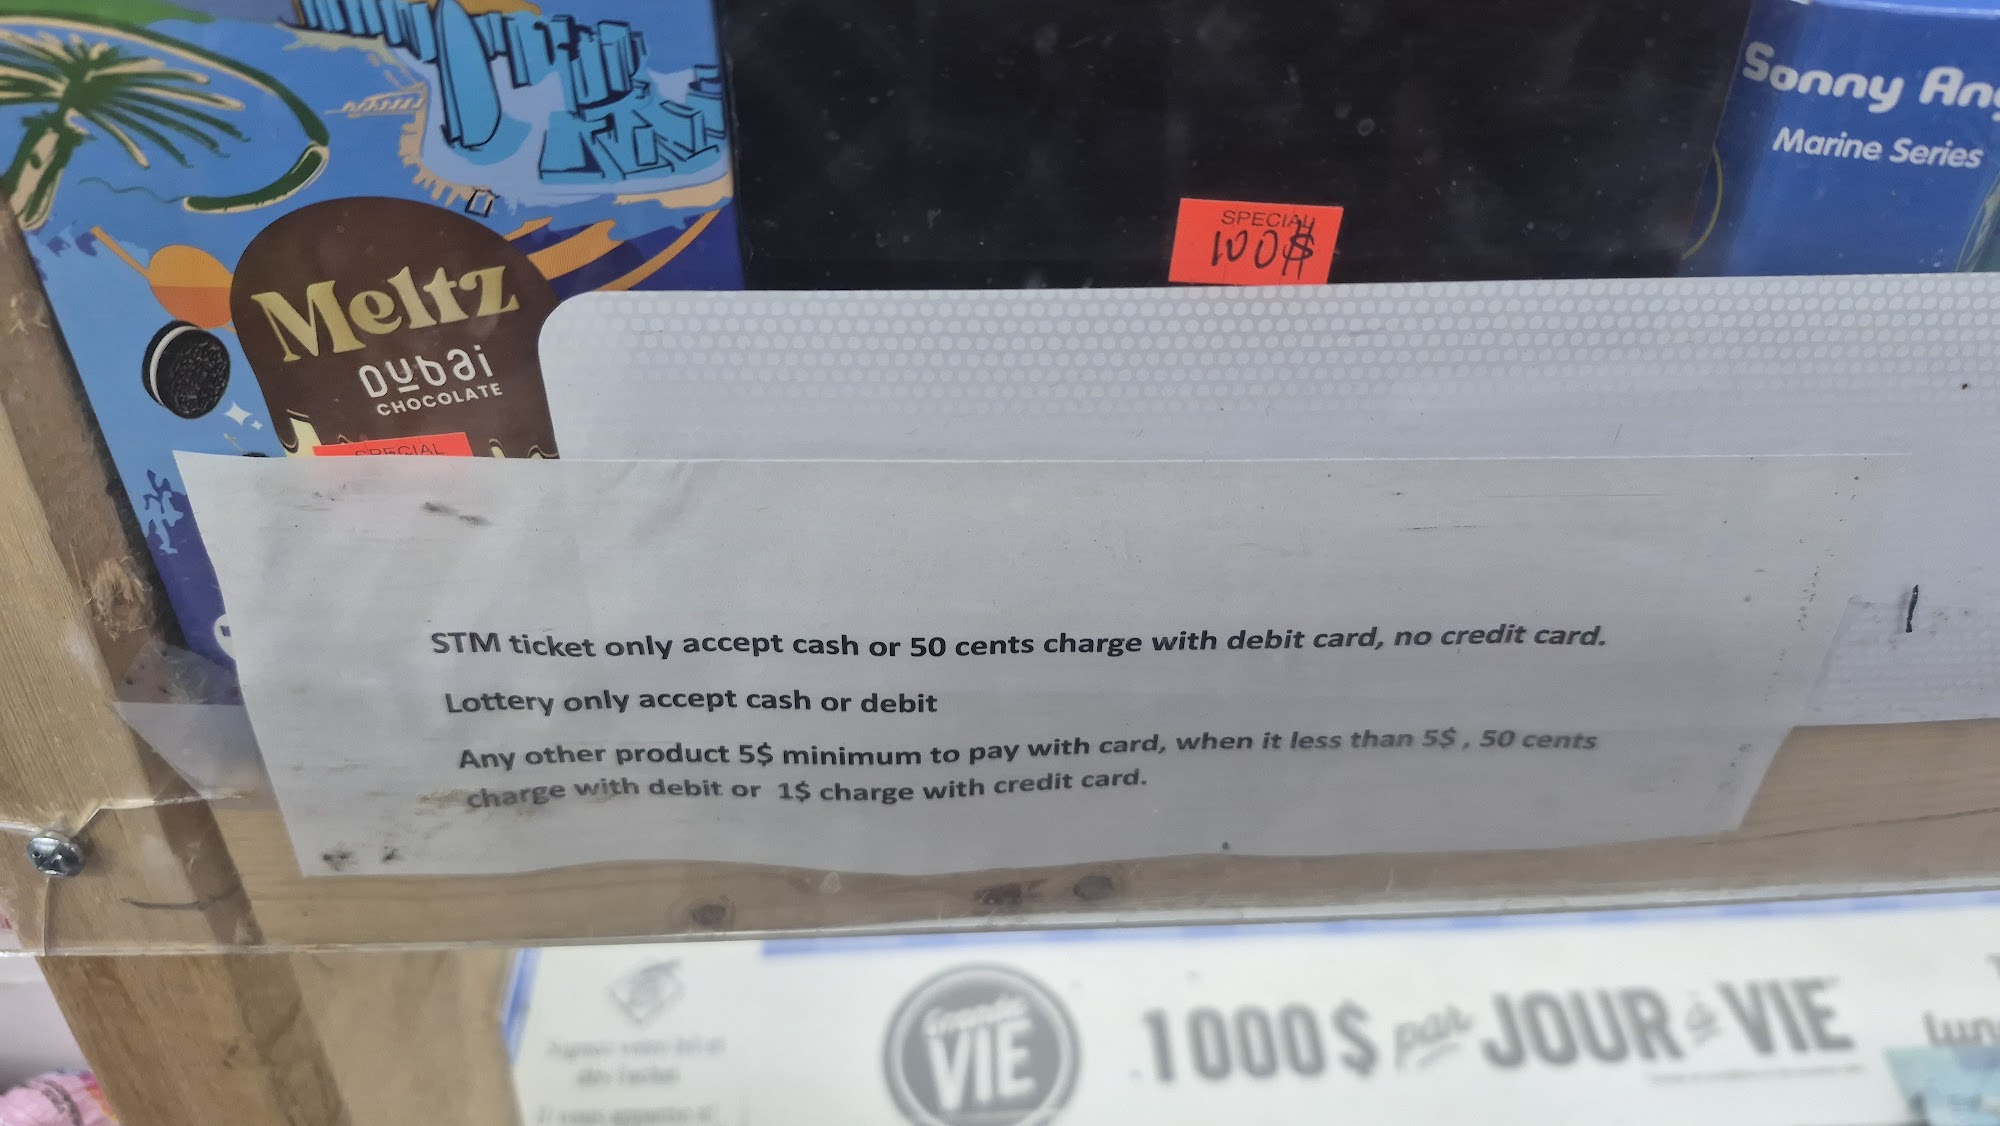 Sonny
Marine Series
SPECIAL
100$
Meltz
Dubai
CHOCOLATE
SPECIAL
STM ticket only accept cash or 50 cents charge with debit card, no credit card.
Lottery only accept cash or debit
Any other product 5$ minimum to pay with card, when it less than 5$ , 50 cents
charge with debit or 1$ charge with credit card.
Grande
VIE
1000$ par JOUR à VIE